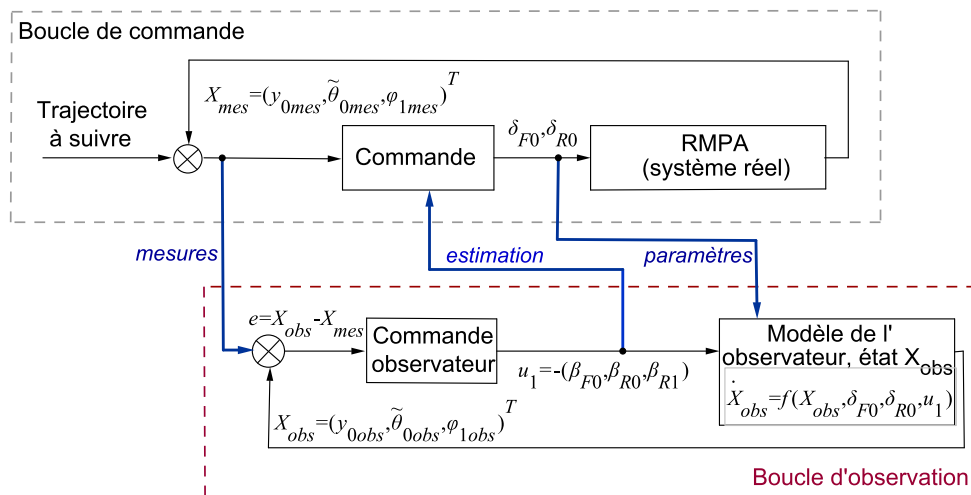 Boucle de commande
X_mes=(y_0mes,θ̃_0mes,φ_1mes)^T
Trajectoire
à suivre
Commande
δ_F0,δ_R0
RMPA
(système réel)
mesures
estimation
paramètres
e=X_obs-X_mes
Commande
observateur
u_1=-(β_F0,β_R0,β_R1)
Modèle de l'
observateur, état X_obs
Ẋ_obs=f(X_obs,δ_F0,δ_R0,u_1)
X_obs=(y_0obs,θ̃_0obs,φ_1obs)^T
Boucle d'observation